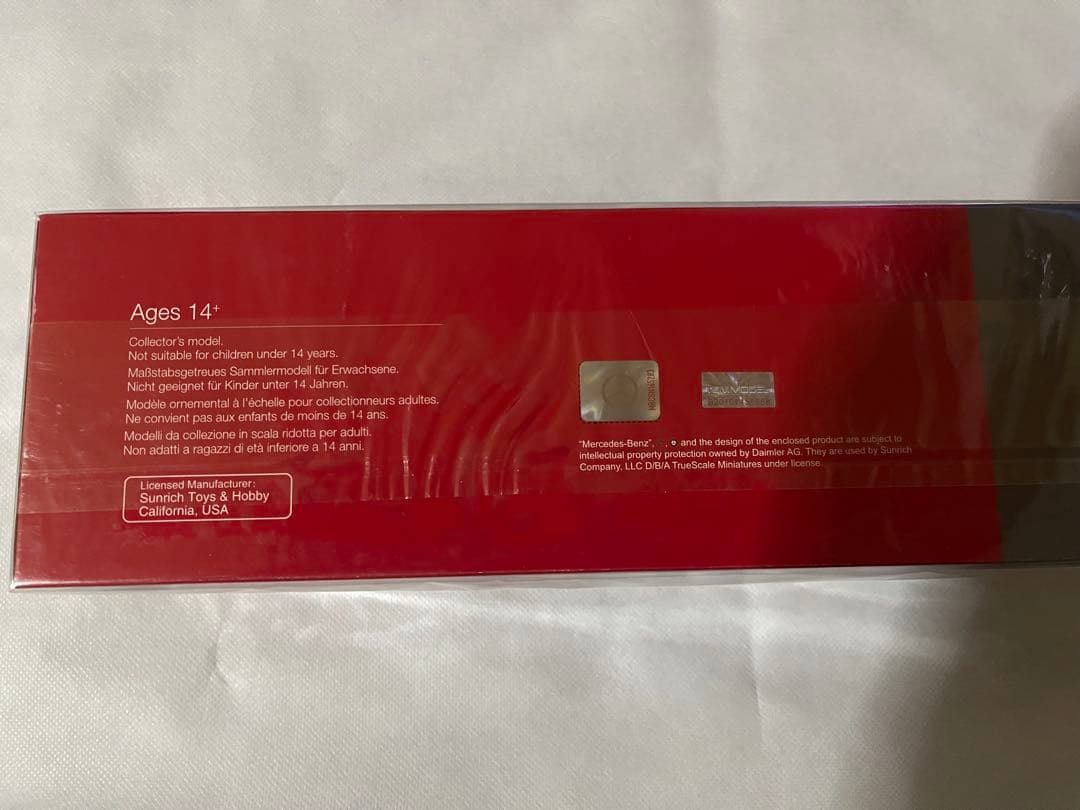 Ages 14+
Collector's model.
Not suitable for children under 14 years.
Maßstabsgetreues Sammlermodell für Erwachsene.
Nicht geeignet für Kinder unter 14 Jahren.
Modèle ornemental à l'échelle pour collectionneurs adultes.
Ne convient pas aux enfants de moins de 14 ans.
Modelli da collezione in scala ridotta per adulti.
Non adatti a ragazzi di età inferiore a 14 anni.
Licensed Manufacturer:
Sunrich Toys & Hobby
California, USA
"Mercedes-Benz", , and the design of the enclosed product are subject to
intellectual property protection owned by Daimler AG. They are used by Sunrich
Company, LLC D/B/A TrueScale Miniatures under license.